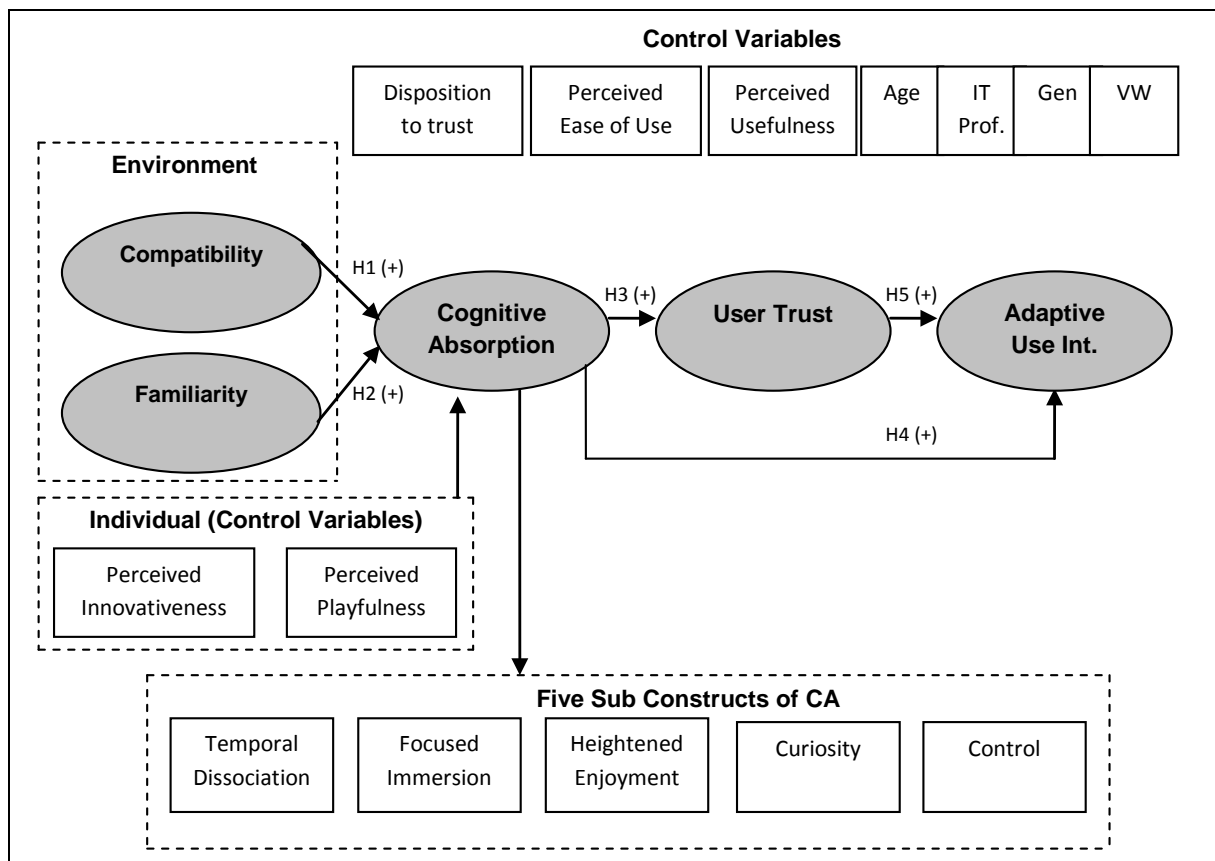 Control Variables
Disposition
to trust
Perceived
Ease of Use
Perceived
Usefulness
Age
IT
Prof.
Gen
VW
Environment
Compatibility
Familiarity
H1 (+)
H2 (+)
Cognitive
Absorption
H3 (+)
User Trust
H5 (+)
Adaptive
Use Int.
H4 (+)
Individual (Control Variables)
Perceived
Innovativeness
Perceived
Playfulness
Five Sub Constructs of CA
Temporal
Dissociation
Focused
Immersion
Heightened
Enjoyment
Curiosity
Control